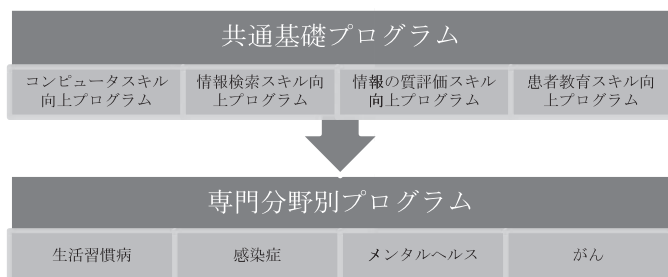 共通基礎プログラム
コンピュータスキル
向上プログラム
情報検索スキル向
上プログラム
情報の質評価スキル
向上プログラム
患者教育スキル向
上プログラム
専門分野別プログラム
生活習慣病
感染症
メンタルヘルス
がん